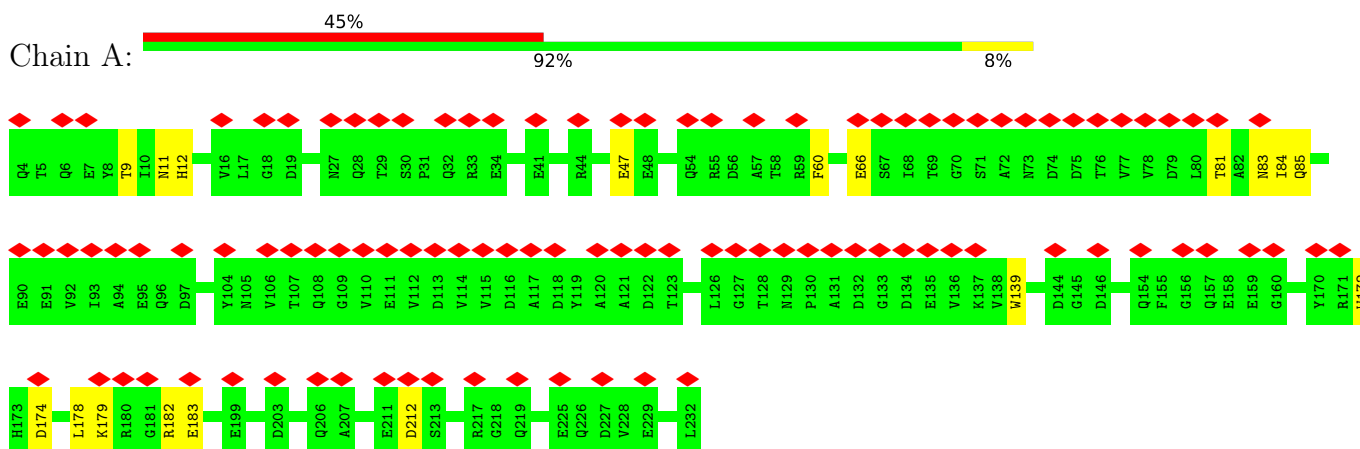 45%
Chain A:
92% 8%
Q4 T5 Q6 E7 Y8 T9 I10 N11 H12 V16 L17 G18 D19 N27 Q28 T29 S30 P31 Q32 R33 E34 E41 R44 E47 E48 Q54 R55 D56 A57 T58 R59 F60 E66 S67 I68 T69 G70 S71 A72 N73 D74 D75 T76 V77 V78 D79 L80 T81 A82 N83 I84 Q85
E90 E91 V92 I93 A94 E95 Q96 D97 Y104 N105 V106 T107 Q108 G109 V110 E111 V112 D113 V114 V115 D116 A117 D118 Y119 A120 A121 D122 T123 L126 G127 T128 N129 P130 A131 D132 G133 D134 E135 V136 K137 V138 W139 D144 G145 D146 Q154 F155 G156 Q157 E158 E159 G160 Y170 R171
H173 D174 L178 K179 R180 G181 R182 E183 E199 D203 Q206 A207 E211 D212 S213 R217 G218 Q219 E225 Q226 D227 V228 E229 L232